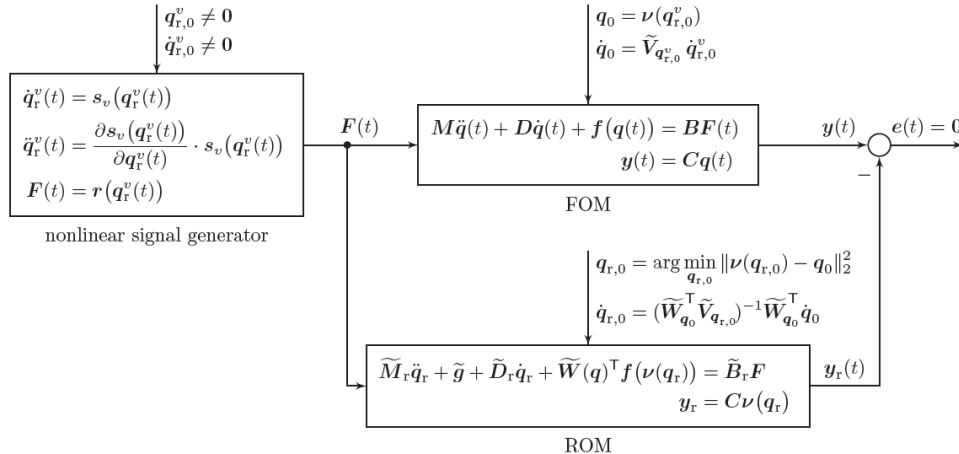 q_{r,0}^v ≠ 0
q̇_{r,0}^v ≠ 0
q̇_r^v(t) = s_v(q_r^v(t))
q̈_r^v(t) = ∂s_v(q_r^v(t)) / ∂q_r^v(t) · s_v(q_r^v(t))
F(t) = r(q_r^v(t))
nonlinear signal generator
F(t)
q_0 = ν(q_{r,0}^v)
q̇_0 = Ṽ_{q_{r,0}^v} q̇_{r,0}^v
Mq̈(t) + Dq̇(t) + f(q(t)) = BF(t)
y(t) = Cq(t)
FOM
y(t)
e(t) = 0
−
q_{r,0} = arg min_{q_{r,0}} ‖ν(q_{r,0}) − q_0‖_2^2
q̇_{r,0} = (W̃_{q_0}^T Ṽ_{q_{r,0}})^{−1} W̃_{q_0}^T q̇_0
M̃_r q̈_r + g̃ + D̃_r q̇_r + W̃(q)^T f(ν(q_r)) = B̃_r F
y_r = Cν(q_r)
ROM
y_r(t)